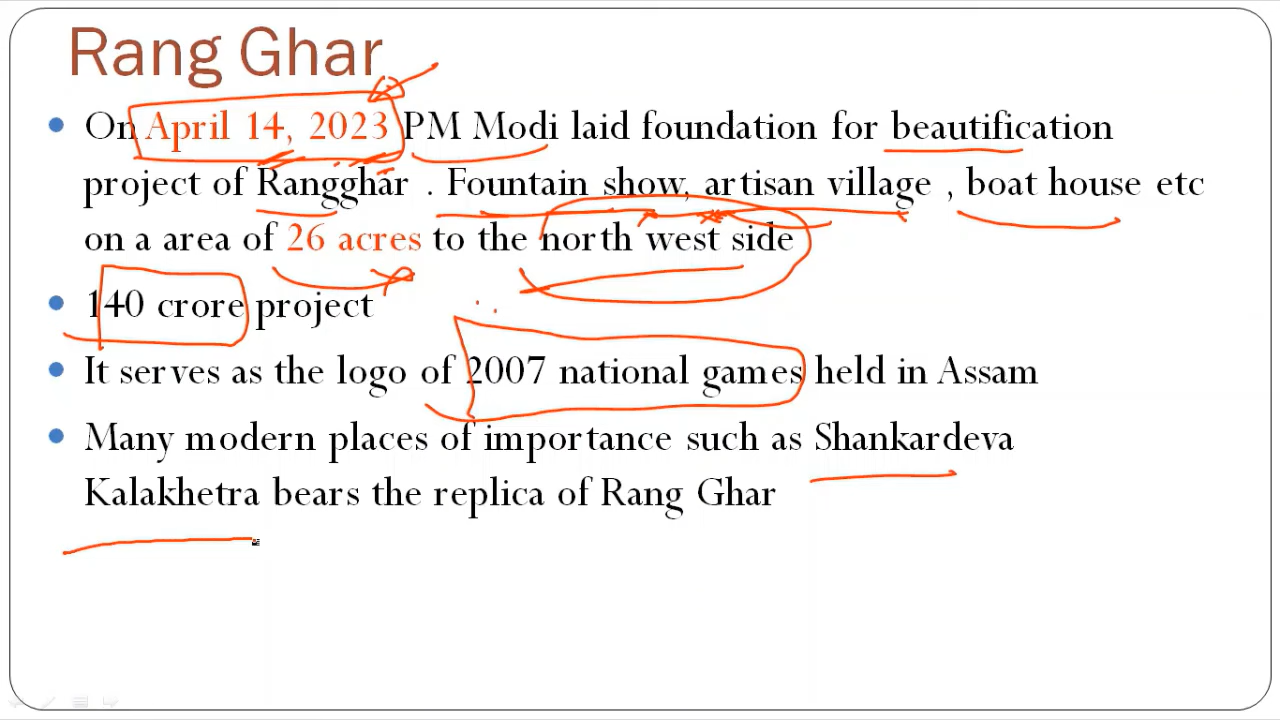 Rang Ghar
On April 14, 2023 PM Modi laid foundation for beautification
project of Rangghar . Fountain show, artisan village , boat house etc
on a area of 26 acres to the north west side
140 crore project
It serves as the logo of 2007 national games held in Assam
Many modern places of importance such as Shankardeva
Kalakhetra bears the replica of Rang Ghar